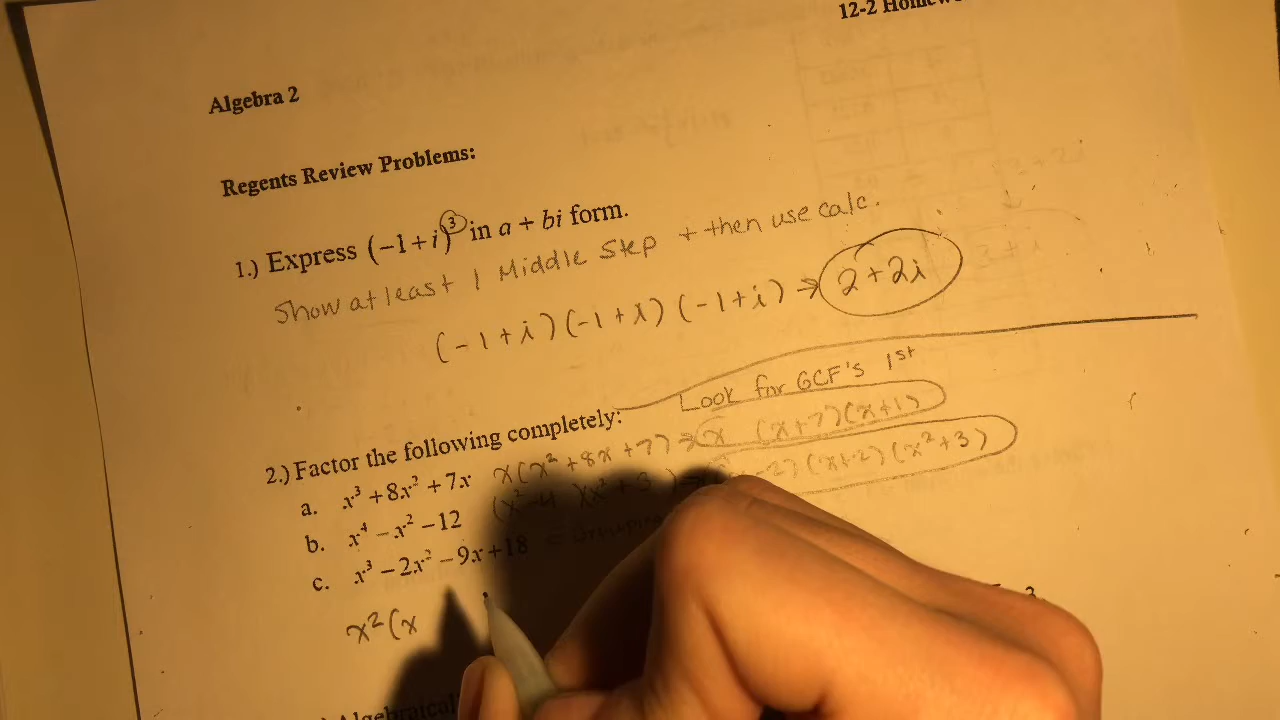 12-2
Algebra 2
Regents Review Problems:
1.) Express (-1+i)³ in a + bi form.
Show at least 1 Middle Step + then use calc.
(-1+i)(-1+i)(-1+i) → 2+2i
Look for GCF's 1st
2.) Factor the following completely:
a. x³ + 8x² + 7x x(x²+8x+7) ⇒ x (x+7)(x+1)
b. x⁴ - x² - 12 (x²-4)(x²+3) -2)(x+2)(x²+3)
c. x³ - 2x² - 9x + 18
x²(x